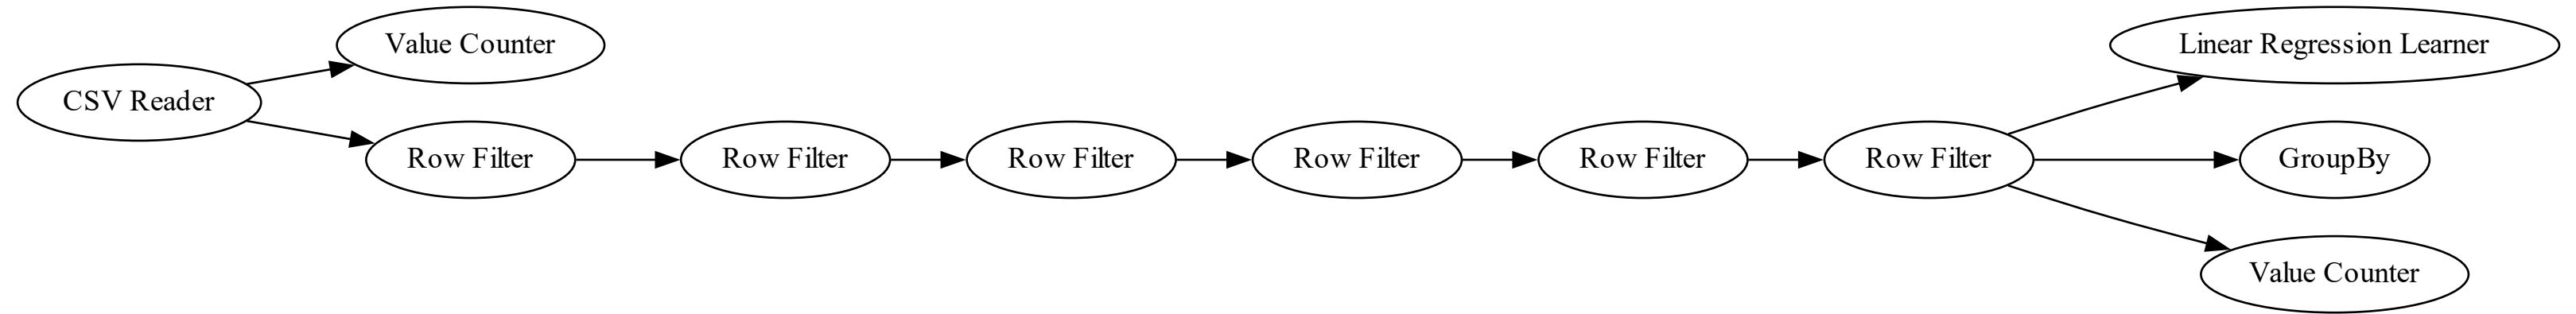 Value Counter
Linear Regression Learner
CSV Reader
Row Filter
Row Filter
Row Filter
Row Filter
Row Filter
Row Filter
GroupBy
Value Counter